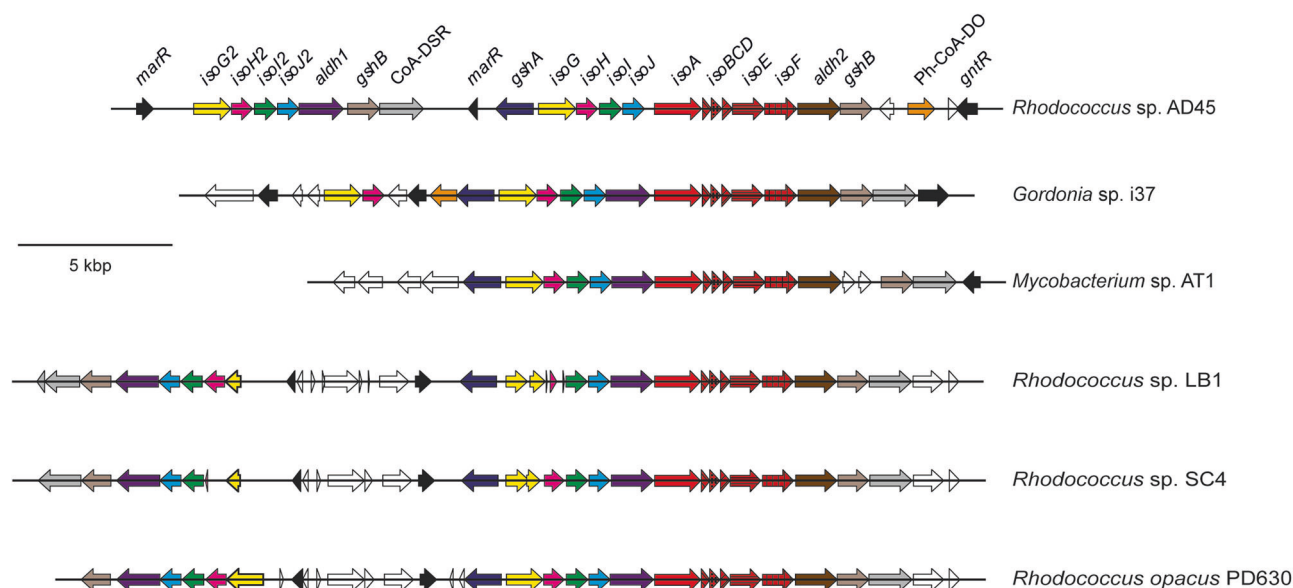 marR isoG2 isoH2 isoI2 isoJ2 aldh1 gshB CoA-DSR marR gshA isoG isoH isoI isoJ isoA isoBCD isoE isoF aldh2 gshB Ph-CoA-DO gntR
Rhodococcus sp. AD45
Gordonia sp. i37
5 kbp
Mycobacterium sp. AT1
Rhodococcus sp. LB1
Rhodococcus sp. SC4
Rhodococcus opacus PD630